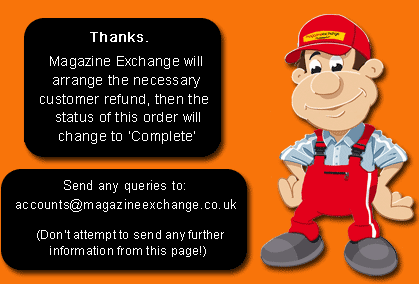 Thanks.
Magazine Exchange will
arrange the necessary
customer refund, then the
status of this order will
change to 'Complete'
Send any queries to:
accounts@magazineexchange.co.uk
(Don't attempt to send any further
information from this page!)